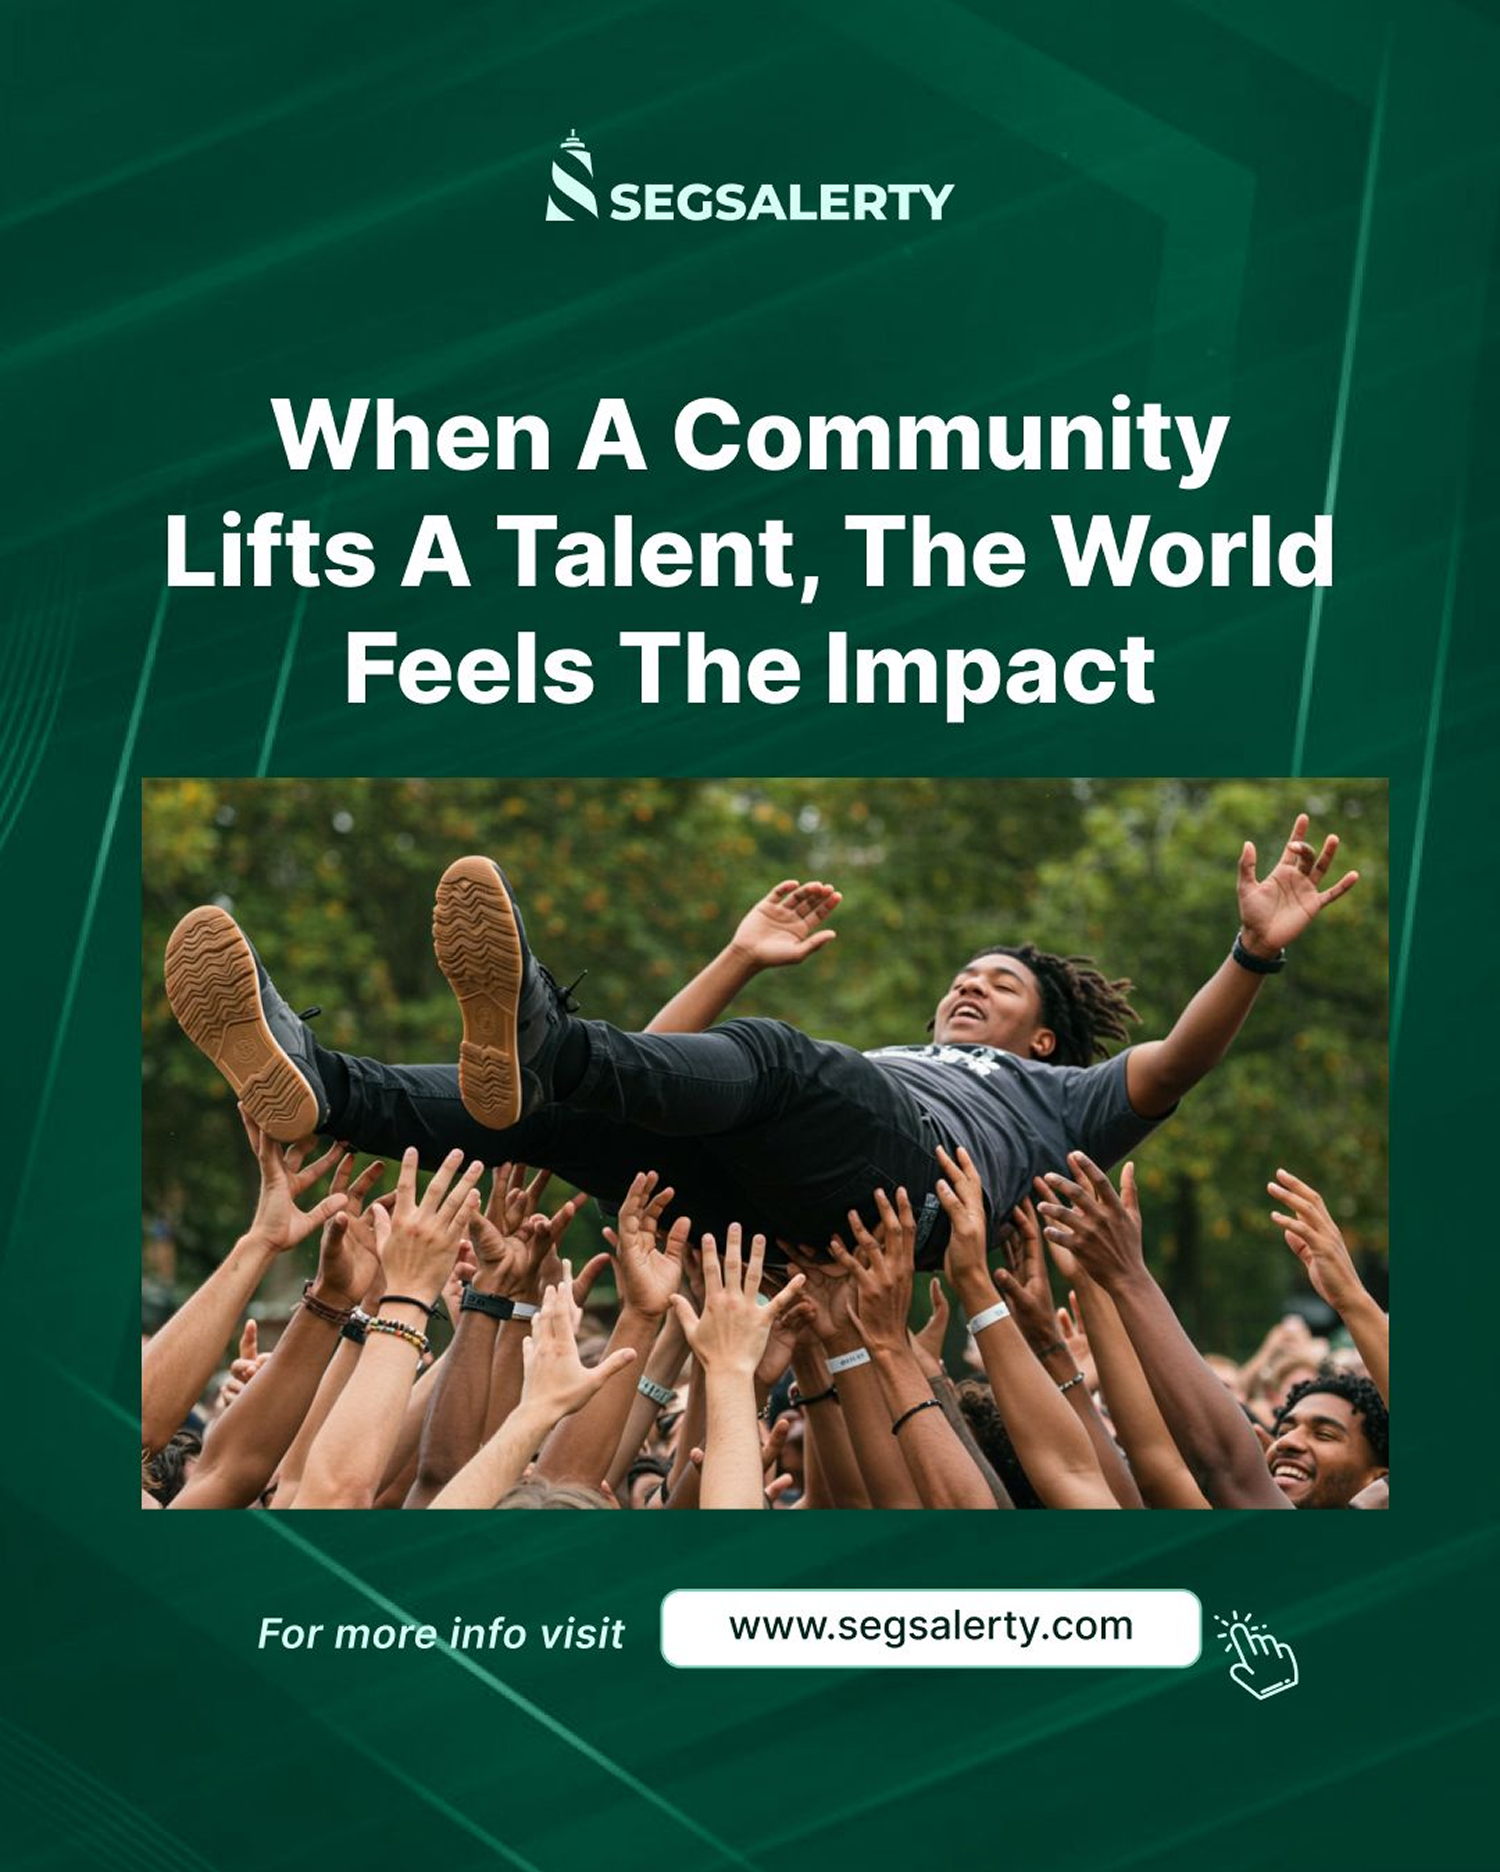 SEGSALERTY
When A Community
Lifts A Talent, The World
Feels The Impact
For more info visit
www.segsalerty.com